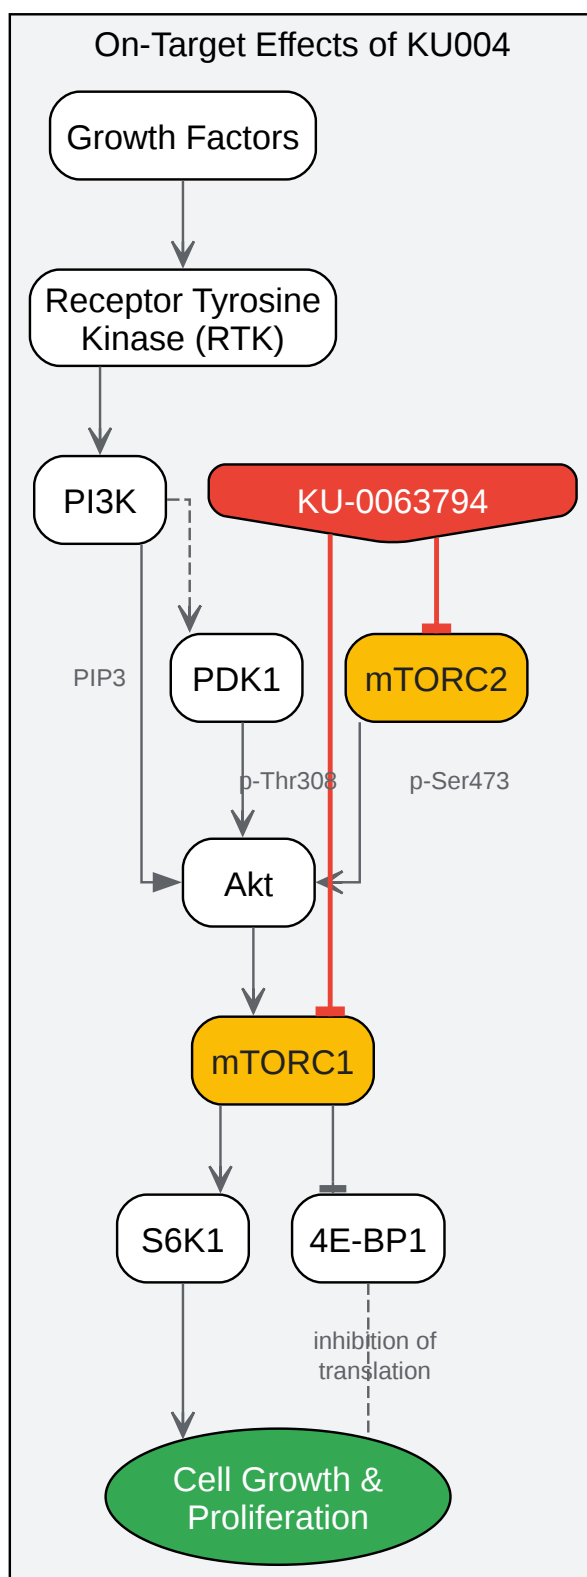 On-Target Effects of KU004
Growth Factors
Receptor Tyrosine
Kinase (RTK)
PI3K
KU-0063794
PIP3
PDK1
mTORC2
p-Thr308
p-Ser473
Akt
mTORC1
S6K1
4E-BP1
inhibition of
translation
Cell Growth &
Proliferation